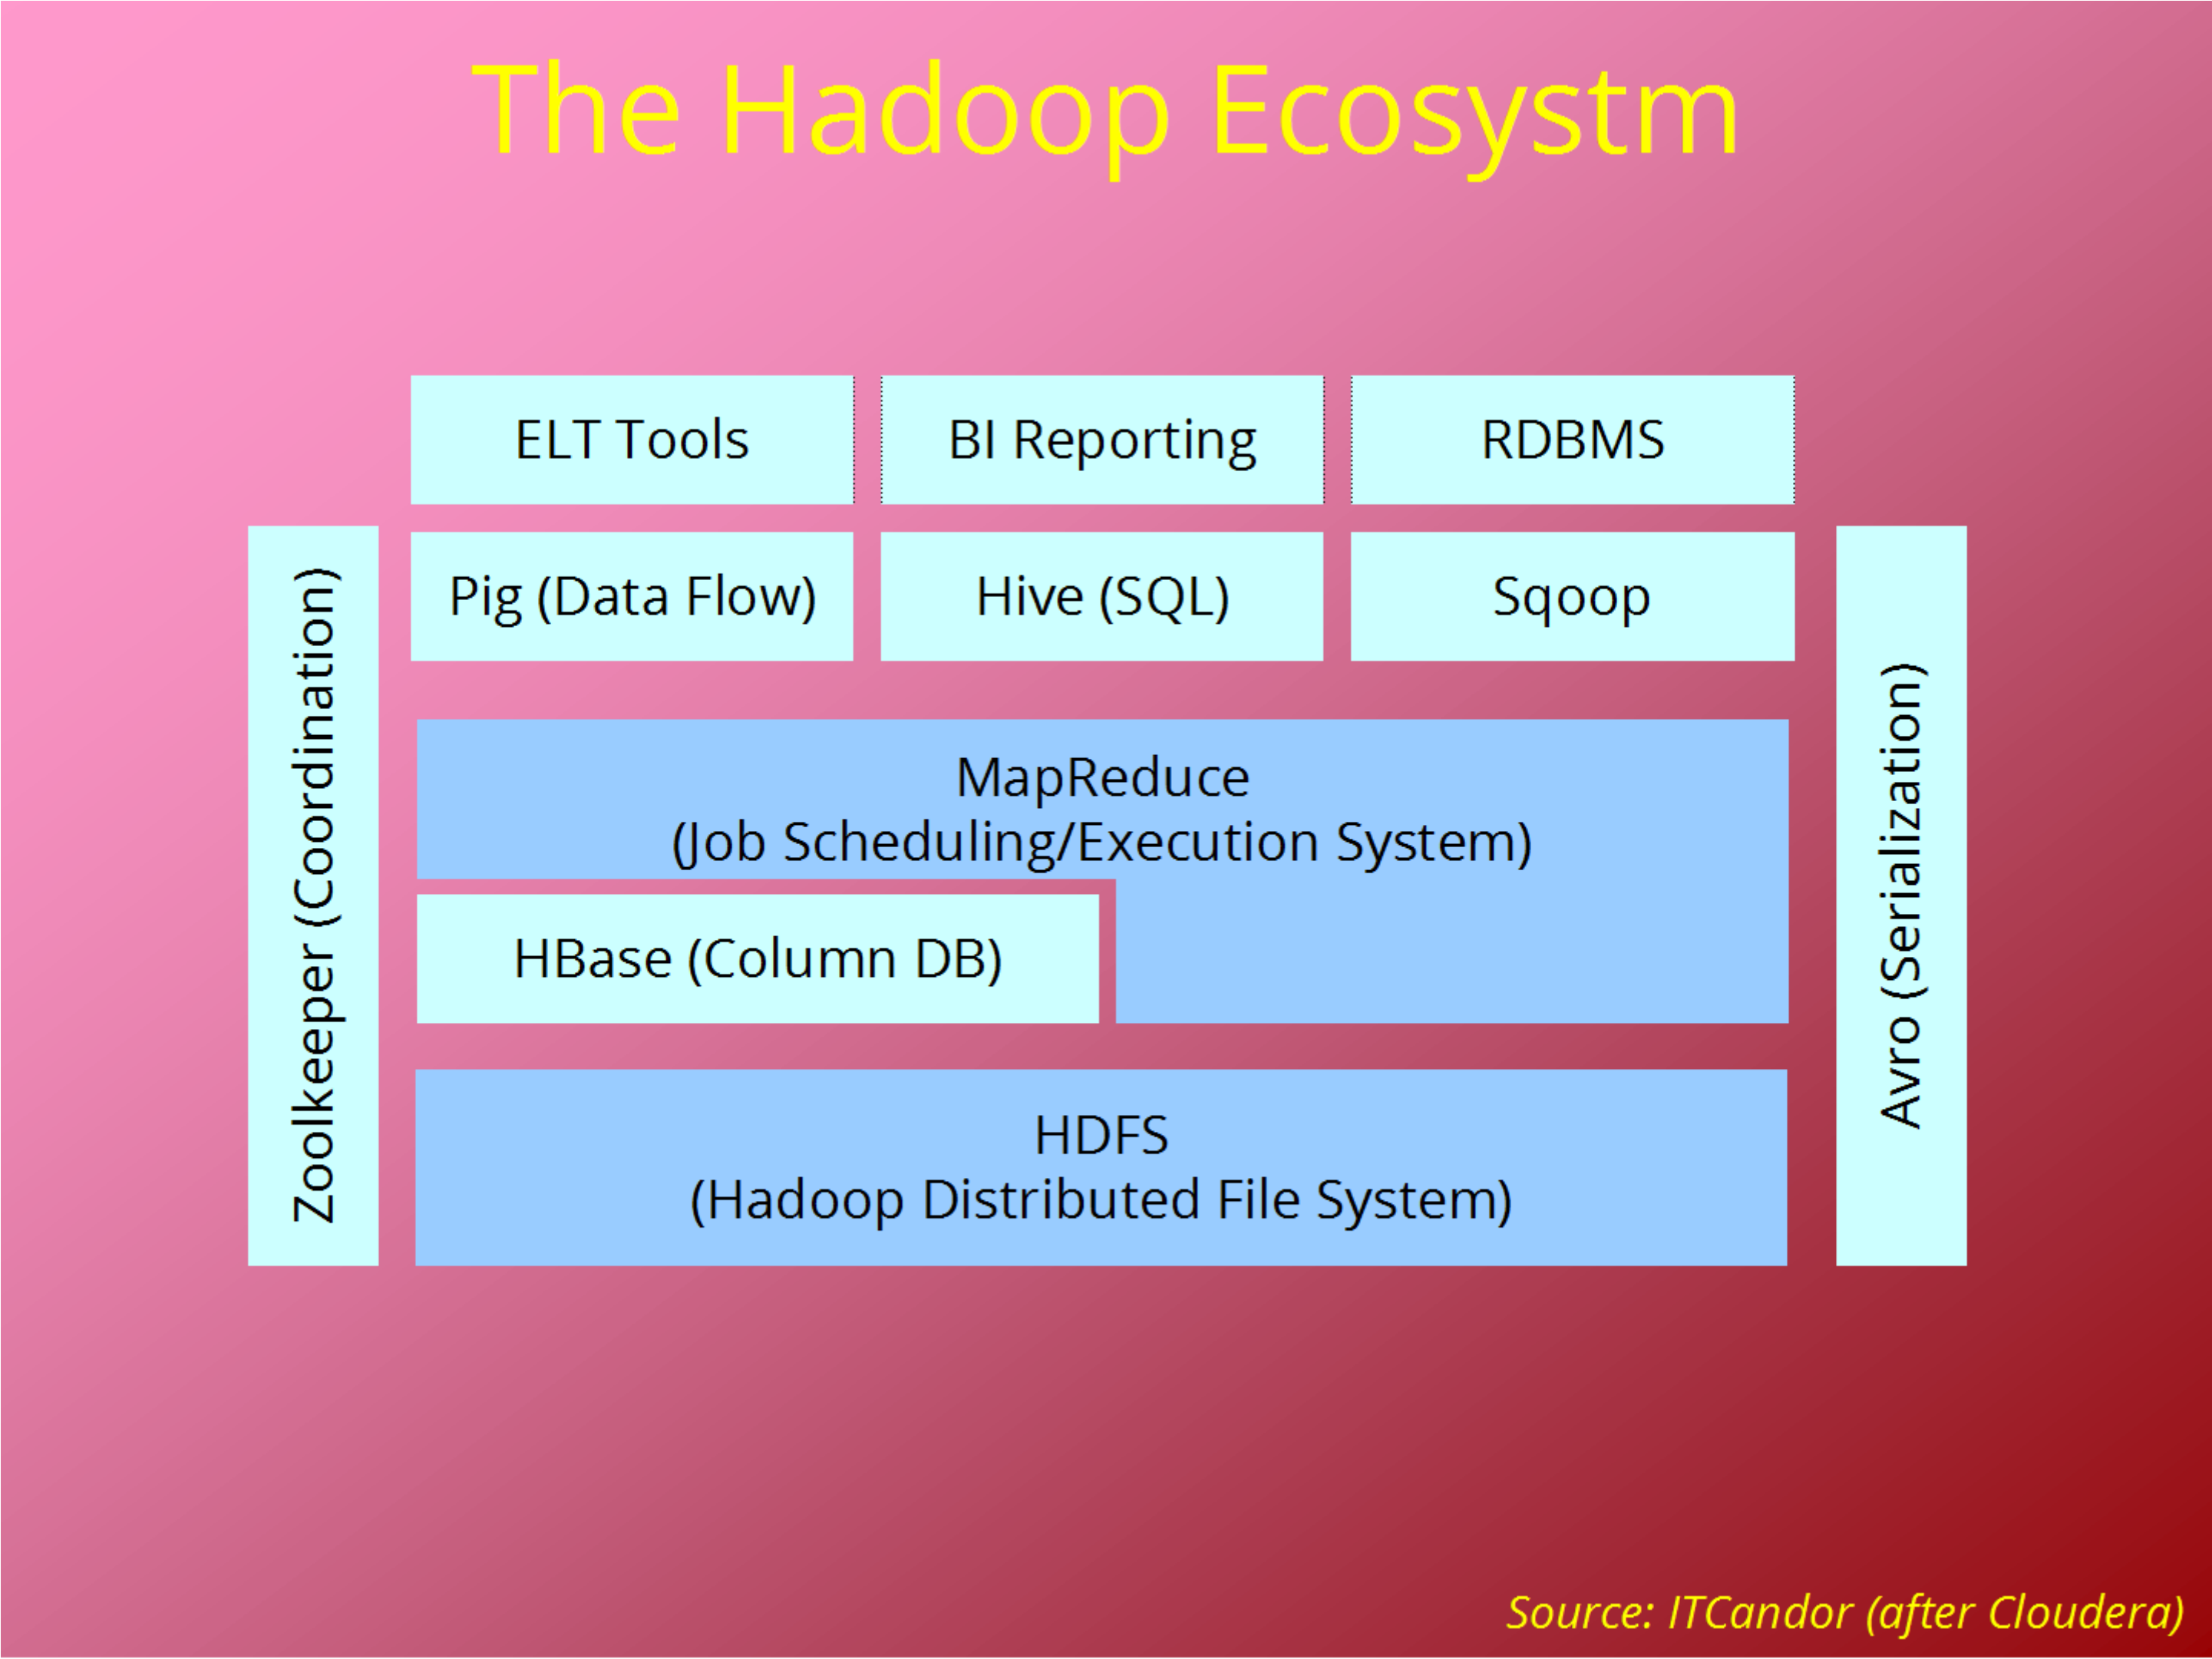 The Hadoop Ecosystm
ELT Tools
BI Reporting
RDBMS
Zoolkeeper (Coordination)
Pig (Data Flow)
Hive (SQL)
Sqoop
Avro (Serialization)
MapReduce
(Job Scheduling/Execution System)
HBase (Column DB)
HDFS
(Hadoop Distributed File System)
Source: ITCandor (after Cloudera)